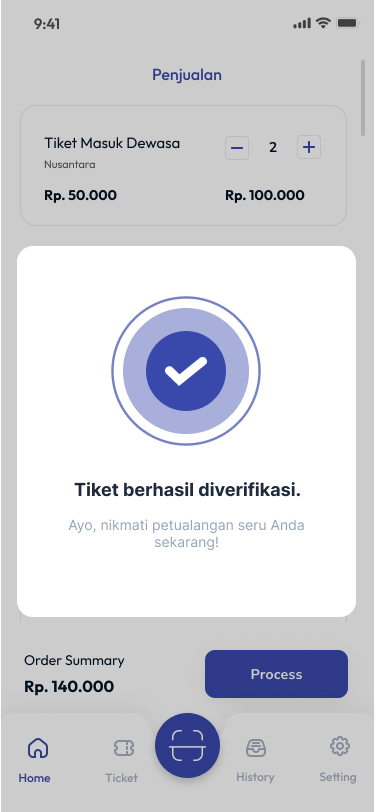 9:41
Penjualan
Tiket Masuk Dewasa
2
Nusantara
Rp. 50.000
Rp. 100.000
Tiket berhasil diverifikasi.
Ayo, nikmati petualangan seru Anda
sekarang!
Order Summary
Rp. 140.000
Process
Home
Ticket
History
Setting